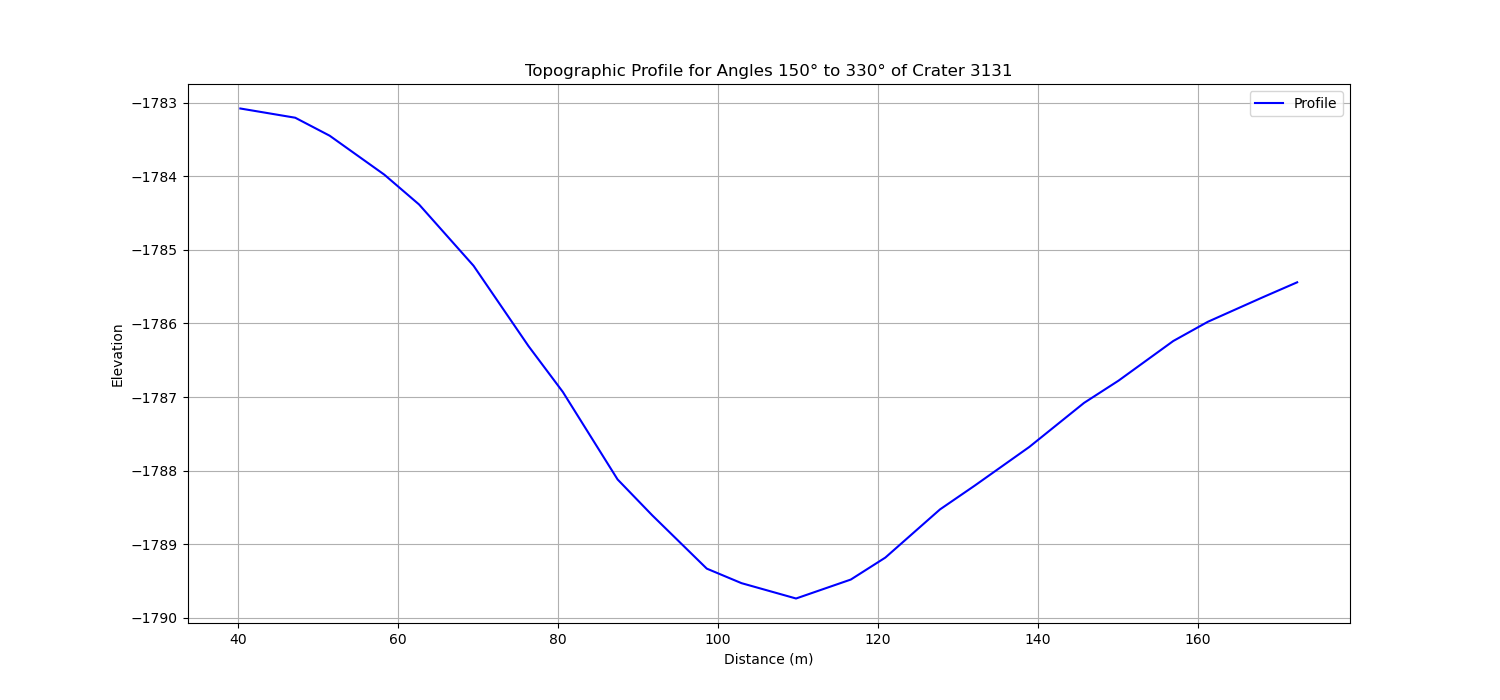 Topographic Profile for Angles 150° to 330° of Crater 3131
Profile
Elevation
−1783
−1784
−1785
−1786
−1787
−1788
−1789
−1790
40 60 80 100 120 140 160
Distance (m)